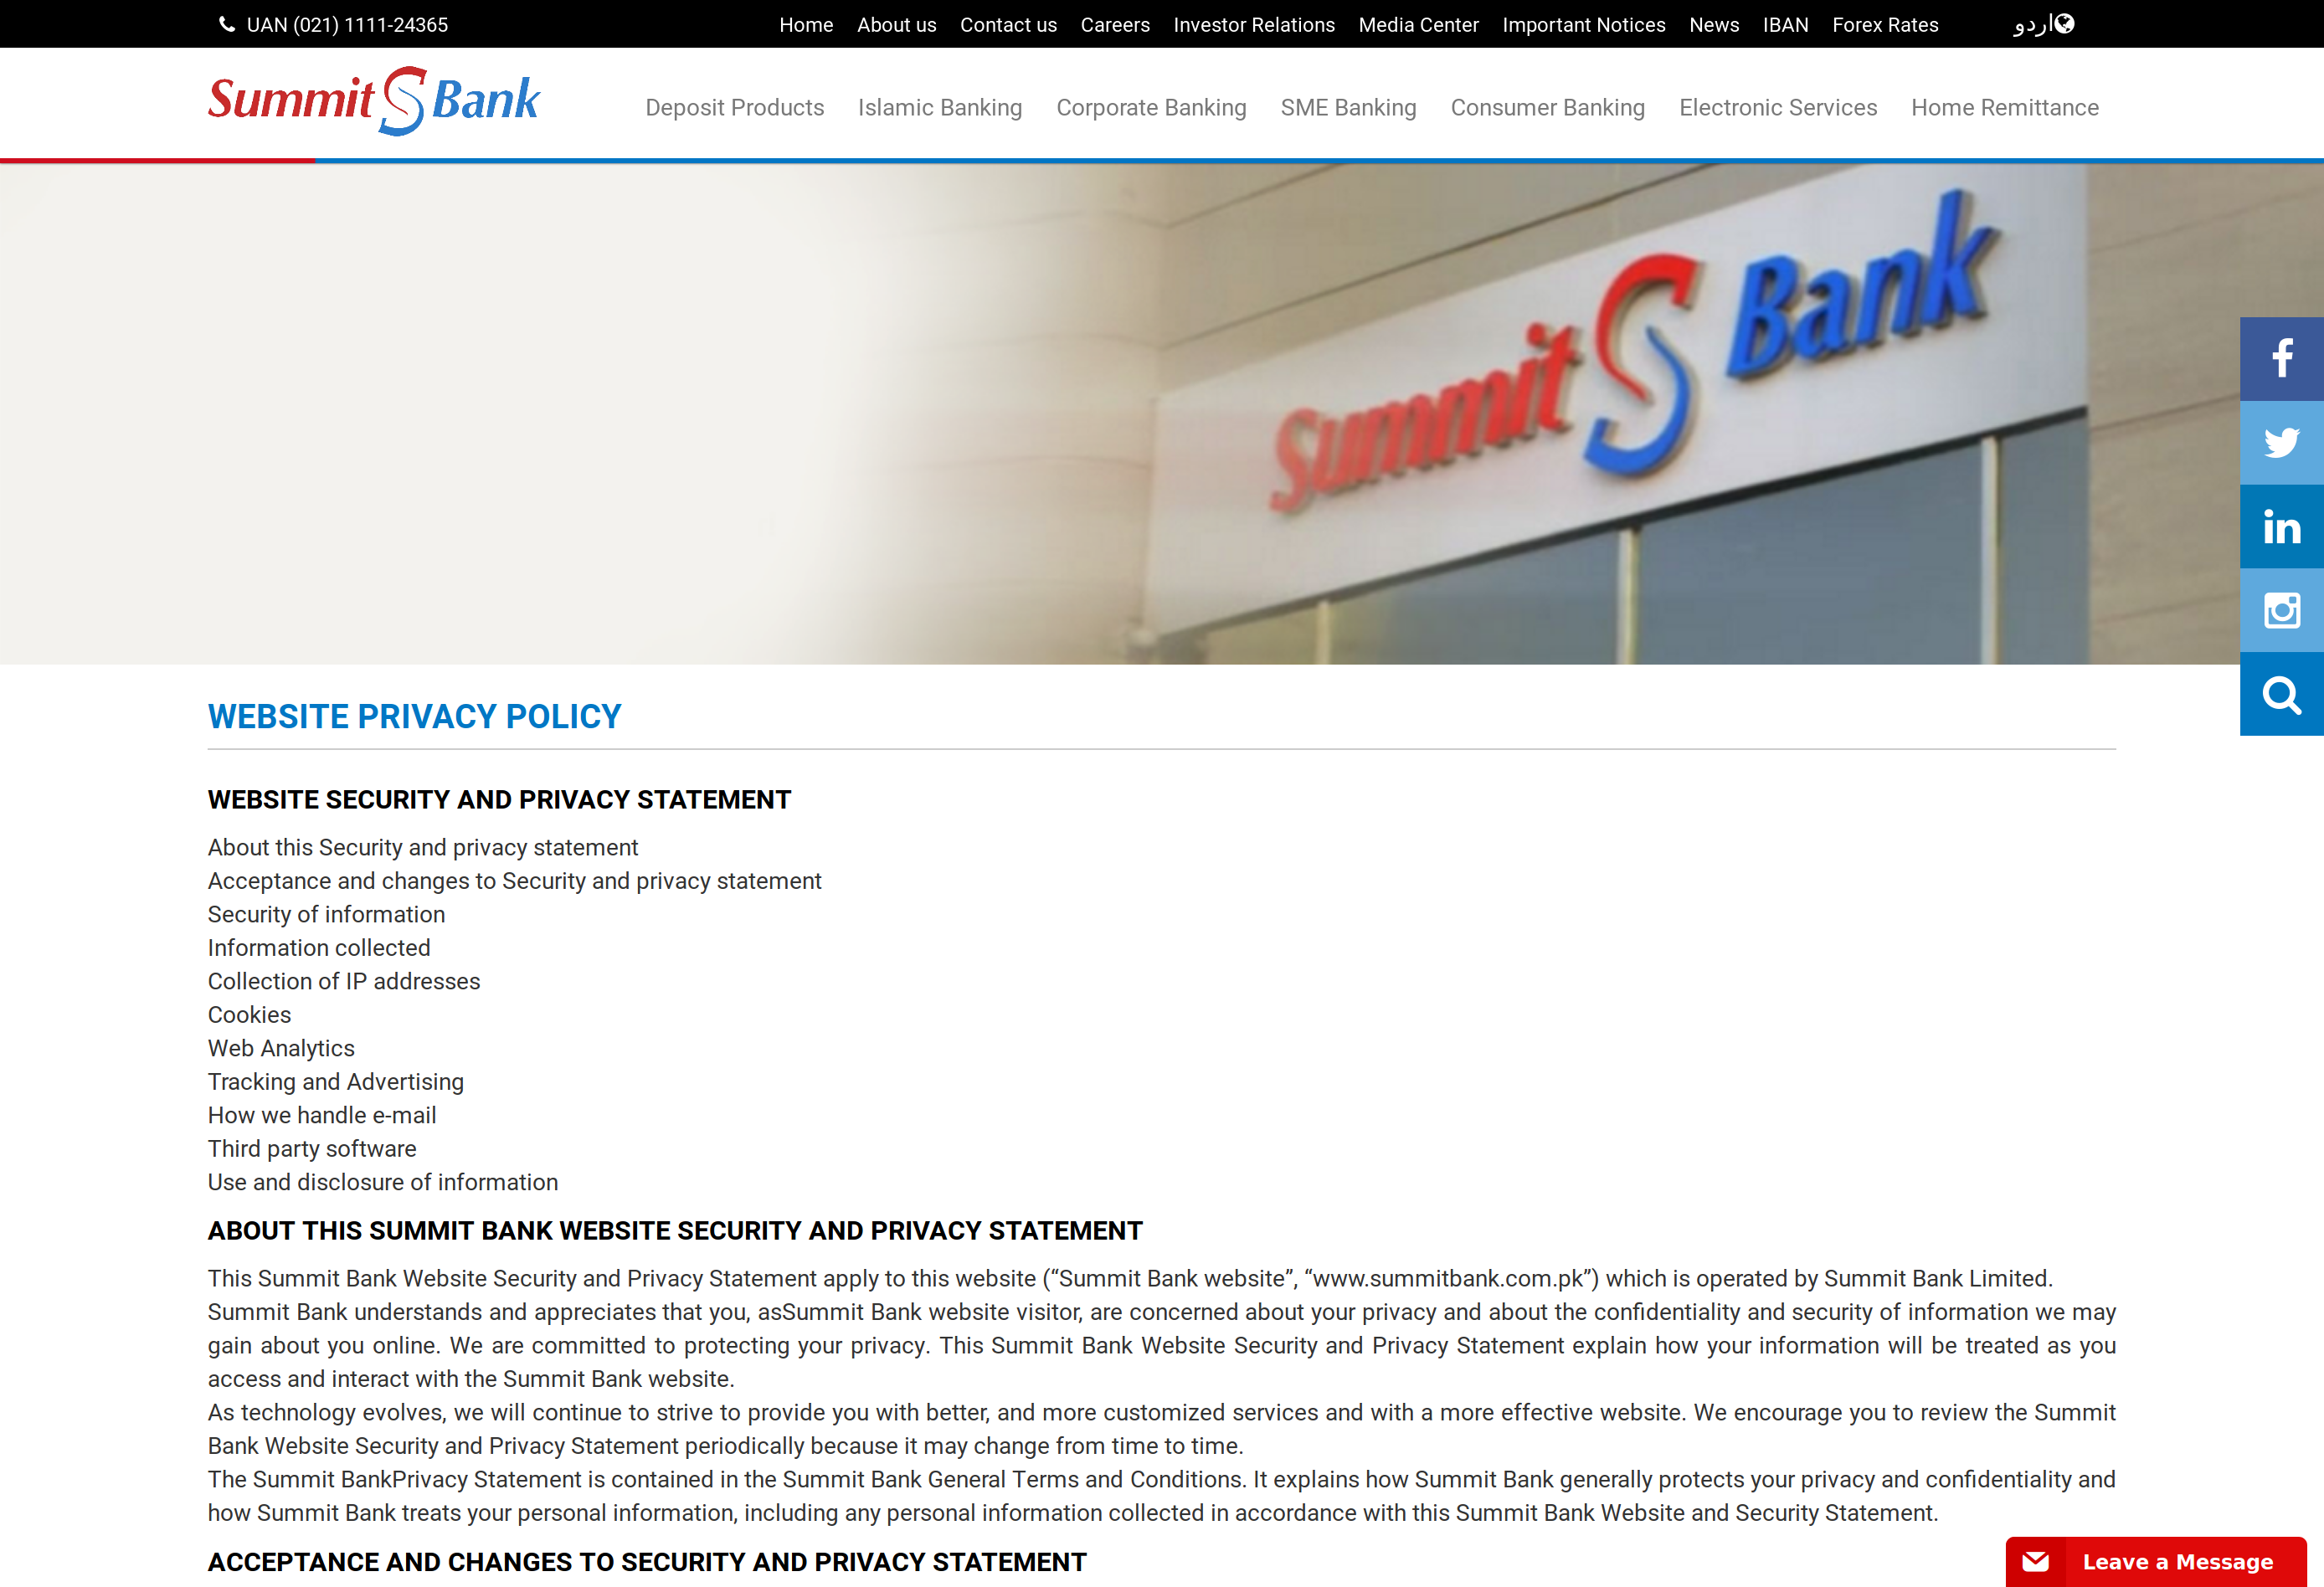 UAN (021) 1111-24365
Home About us Contact us Careers Investor Relations Media Center Important Notices News IBAN Forex Rates اردو
Summit S Bank
Deposit Products Islamic Banking Corporate Banking SME Banking Consumer Banking Electronic Services Home Remittance
Summit S Bank
WEBSITE PRIVACY POLICY
WEBSITE SECURITY AND PRIVACY STATEMENT
About this Security and privacy statement
Acceptance and changes to Security and privacy statement
Security of information
Information collected
Collection of IP addresses
Cookies
Web Analytics
Tracking and Advertising
How we handle e-mail
Third party software
Use and disclosure of information
ABOUT THIS SUMMIT BANK WEBSITE SECURITY AND PRIVACY STATEMENT
This Summit Bank Website Security and Privacy Statement apply to this website (“Summit Bank website”, “www.summitbank.com.pk”) which is operated by Summit Bank Limited.
Summit Bank understands and appreciates that you, asSummit Bank website visitor, are concerned about your privacy and about the confidentiality and security of information we may
gain about you online. We are committed to protecting your privacy. This Summit Bank Website Security and Privacy Statement explain how your information will be treated as you
access and interact with the Summit Bank website.
As technology evolves, we will continue to strive to provide you with better, and more customized services and with a more effective website. We encourage you to review the Summit
Bank Website Security and Privacy Statement periodically because it may change from time to time.
The Summit BankPrivacy Statement is contained in the Summit Bank General Terms and Conditions. It explains how Summit Bank generally protects your privacy and confidentiality and
how Summit Bank treats your personal information, including any personal information collected in accordance with this Summit Bank Website and Security Statement.
ACCEPTANCE AND CHANGES TO SECURITY AND PRIVACY STATEMENT
Leave a Message